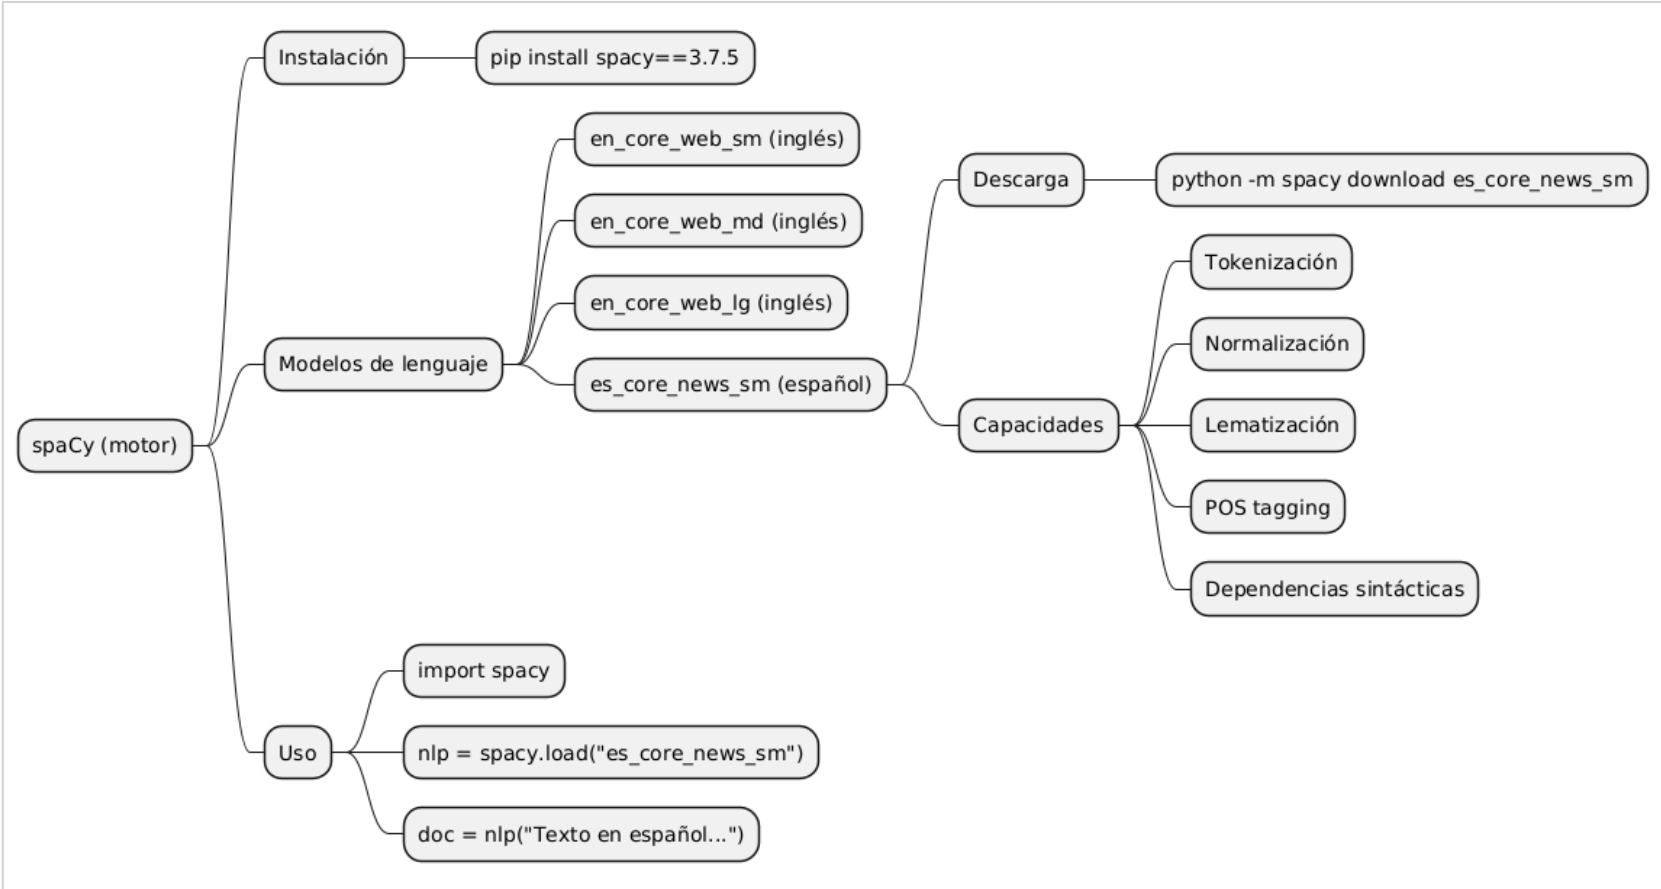 spaCy (motor)
Instalación
pip install spacy==3.7.5
Modelos de lenguaje
en_core_web_sm (inglés)
en_core_web_md (inglés)
en_core_web_lg (inglés)
es_core_news_sm (español)
Descarga
python -m spacy download es_core_news_sm
Capacidades
Tokenización
Normalización
Lematización
POS tagging
Dependencias sintácticas
Uso
import spacy
nlp = spacy.load("es_core_news_sm")
doc = nlp("Texto en español...")